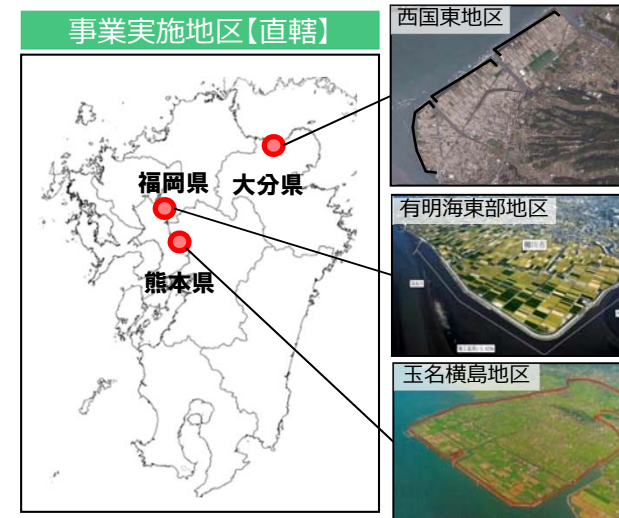 事業実施地区【直轄】
西国東地区
福岡県
大分県
熊本県
有明海東部地区
玉名横島地区